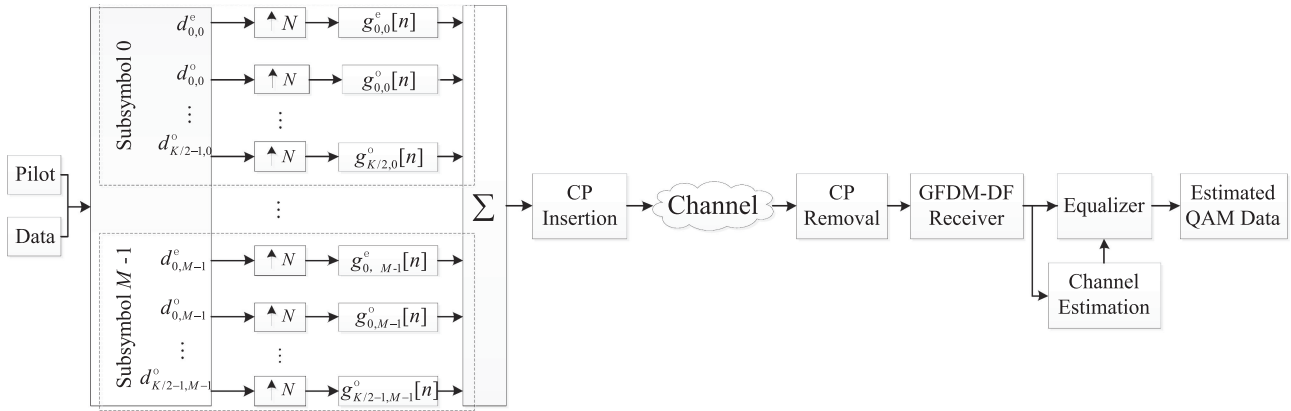 Pilot
Data
Subsymbol 0
d^e_{0,0}
↑ N
g^e_{0,0}[n]
d^o_{0,0}
↑ N
g^o_{0,0}[n]
⋮
⋮
d^o_{K/2-1,0}
↑ N
g^o_{K/2,0}[n]
⋮
Subsymbol M -1
d^e_{0,M-1}
↑ N
g^e_{0, M-1}[n]
d^o_{0,M-1}
↑ N
g^o_{0,M-1}[n]
⋮
⋮
d^o_{K/2-1,M-1}
↑ N
g^o_{K/2-1,M-1}[n]
Σ
CP
Insertion
Channel
CP
Removal
GFDM-DF
Receiver
Equalizer
Channel
Estimation
Estimated
QAM Data